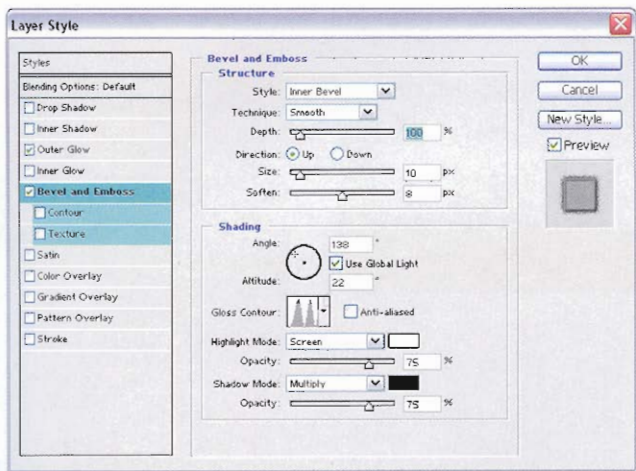 Layer Style
Styles
Blending Options: Default
Drop Shadow
Inner Shadow
Outer Glow
Inner Glow
Bevel and Emboss
Contour
Texture
Satin
Color Overlay
Gradient Overlay
Pattern Overlay
Stroke
Bevel and Emboss
Structure
Style: Inner Bevel
Technique: Smooth
Depth: 100 %
Direction: Up Down
Size: 10 px
Soften: 8 px
Shading
Angle: 138 °
Use Global Light
Altitude: 22 °
Gloss Contour: Anti-aliased
Highlight Mode: Screen
Opacity: 75 %
Shadow Mode: Multiply
Opacity: 75 %
OK
Cancel
New Style...
Preview